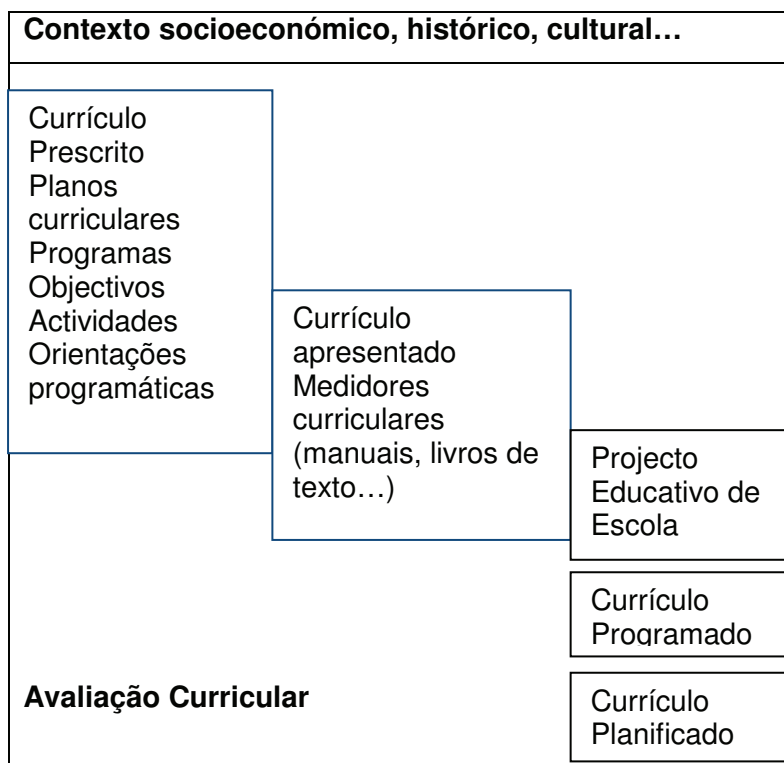 Contexto socioeconómico, histórico, cultural…
Currículo
Prescrito
Planos
curriculares
Programas
Objectivos
Actividades
Orientações
programáticas
Currículo
apresentado
Medidores
curriculares
(manuais, livros de
texto…)
Projecto
Educativo de
Escola
Currículo
Programado
Avaliação Curricular
Currículo
Planificado